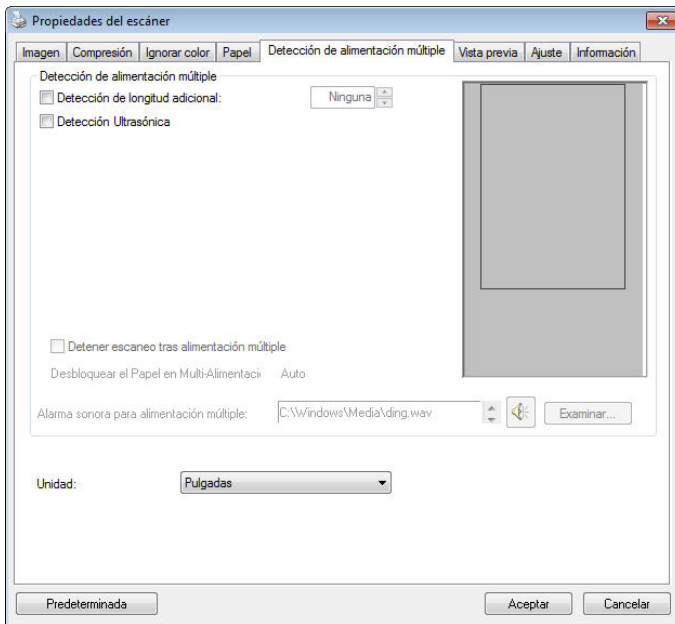 Propiedades del escáner
Imagen Compresión Ignorar color Papel Detección de alimentación múltiple Vista previa Ajuste Información
Detección de alimentación múltiple
Detección de longitud adicional: Ninguna
Detección Ultrasónica
Detener escaneo tras alimentación múltiple
Desbloquear el Papel en Multi-Alimentaci Auto
Alarma sonora para alimentación múltiple: C:\Windows\Media\ding.wav Examinar...
Unidad: Pulgadas
Predeterminada Aceptar Cancelar